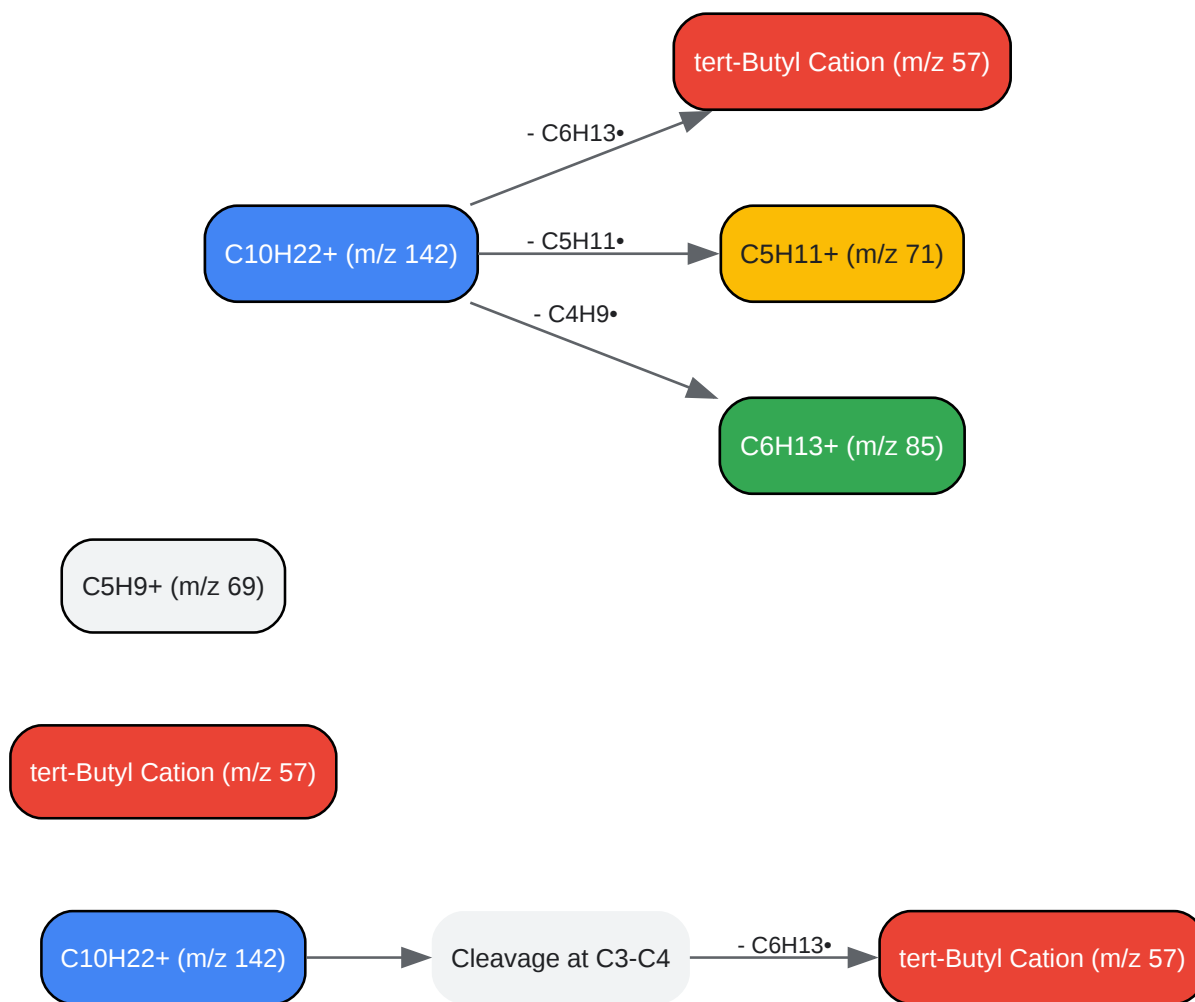 tert-Butyl Cation (m/z 57)
- C6H13•
C10H22+ (m/z 142)
- C5H11•
C5H11+ (m/z 71)
- C4H9•
C6H13+ (m/z 85)
C5H9+ (m/z 69)
tert-Butyl Cation (m/z 57)
C10H22+ (m/z 142)
Cleavage at C3-C4
- C6H13•
tert-Butyl Cation (m/z 57)